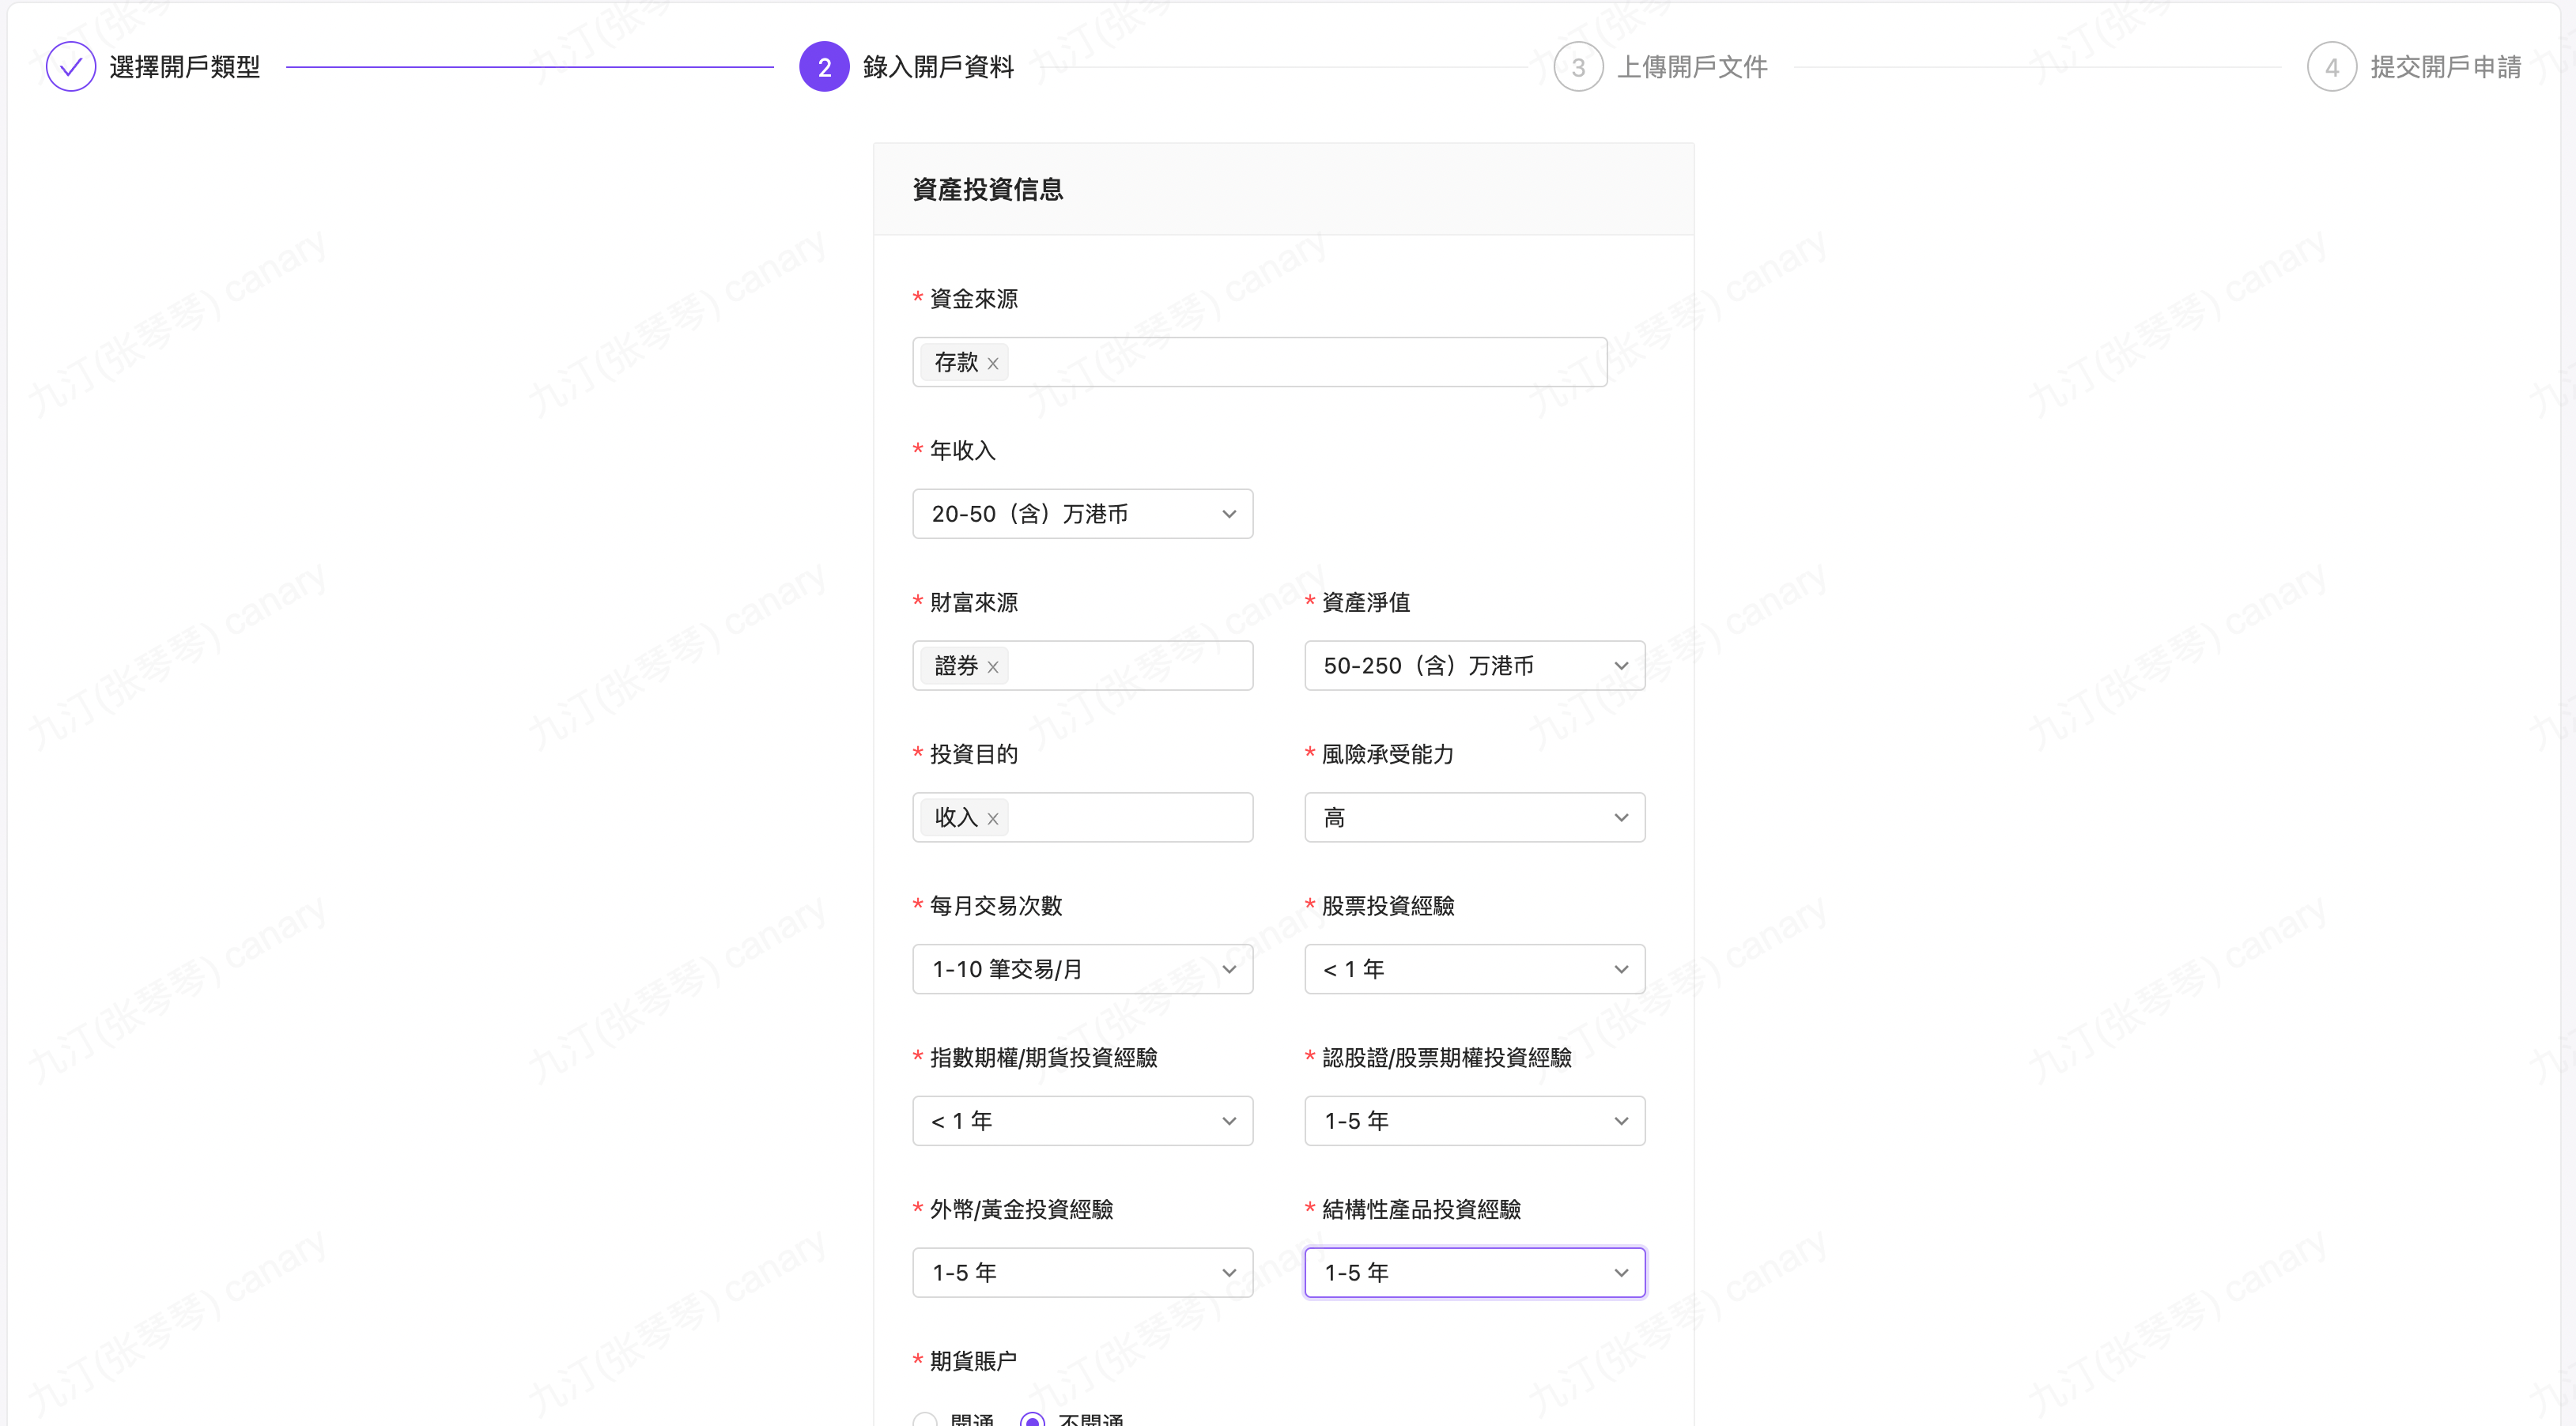 選擇開戶類型
2 錄入開戶資料
3 上傳開戶文件
4 提交開戶申請
資產投資信息
* 資金來源
存款
* 年收入
20-50（含）万港币
* 財富來源 * 資產淨值
證券 50-250（含）万港币
* 投資目的 * 風險承受能力
收入 高
* 每月交易次數 * 股票投資經驗
1-10 筆交易/月 < 1 年
* 指數期權/期貨投資經驗 * 認股證/股票期權投資經驗
< 1 年 1-5 年
* 外幣/黃金投資經驗 * 結構性產品投資經驗
1-5 年 1-5 年
* 期貨賬户
開通 不開通
九汀(张琴琴) canary